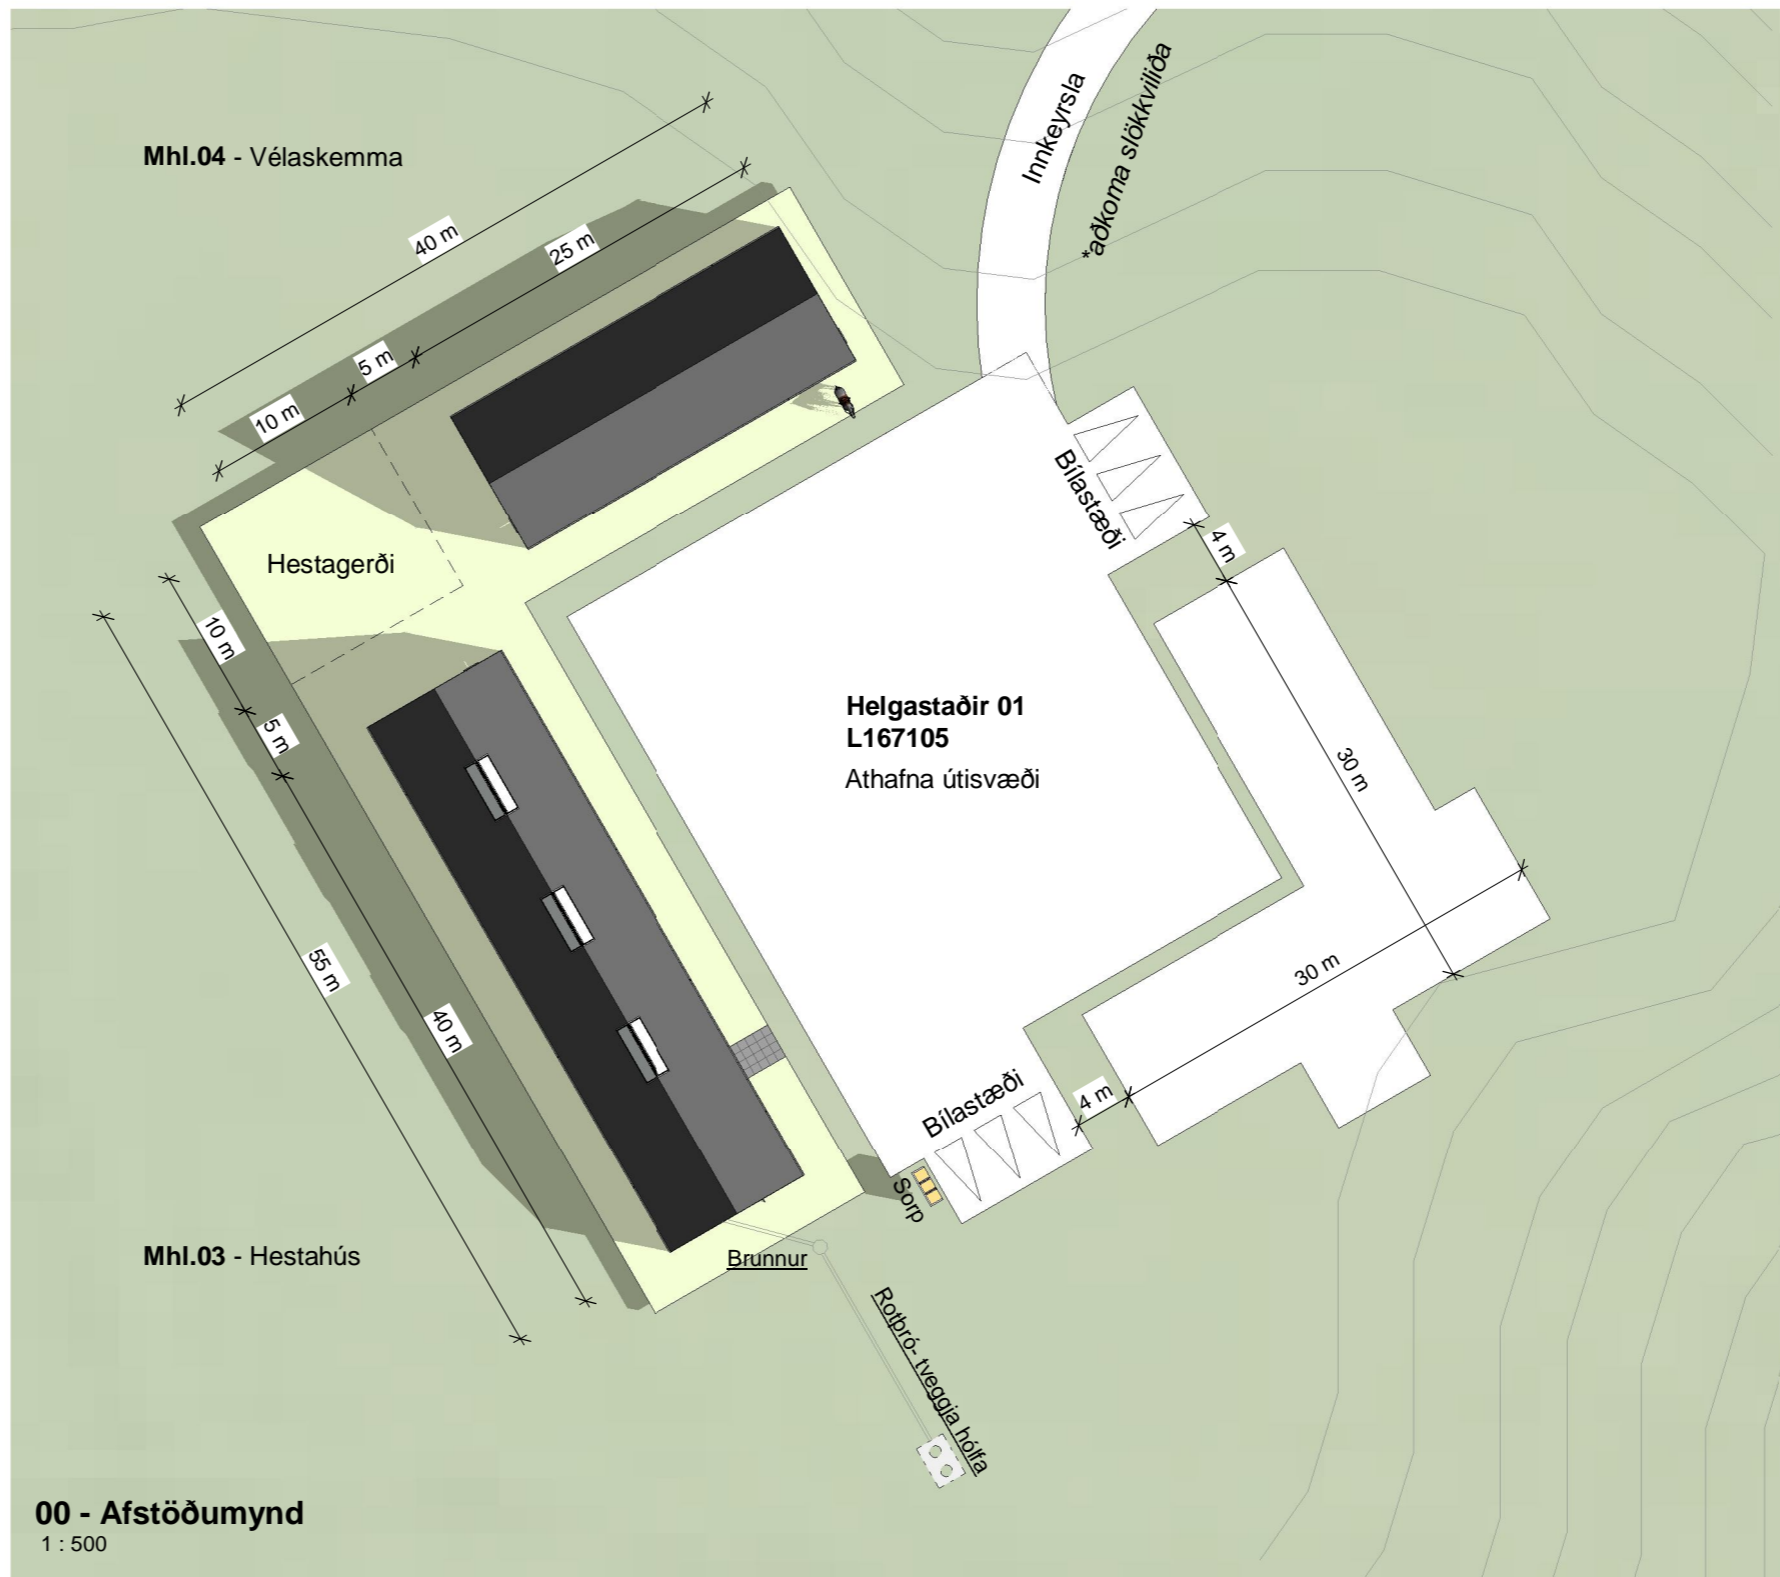 Innkeyrsla
*aðkoma slökkviliða
Mhl.04 - Vélaskemma
40 m
25 m
5 m
10 m
Bílastæði
4 m
Hestagerði
10 m
5 m
Helgastaðir 01
L167105
Athafna útisvæði
30 m
30 m
55 m
40 m
Bílastæði
4 m
Sorp
Mhl.03 - Hestahús
Brunnur
Rotþró- tveggja hólfa
00 - Afstöðumynd
1 : 500